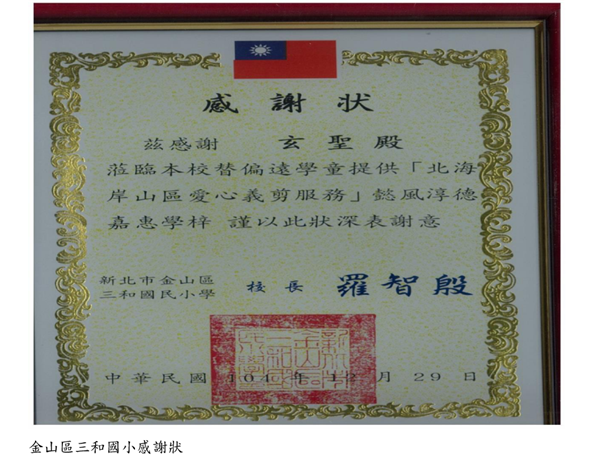 感謝狀
茲感謝 玄聖殿
蒞臨本校替偏遠學童提供「北海
岸山區愛心義剪服務」懿風淳德
嘉惠學梓 謹以此狀深表謝意
新北市金山區
三和國民小學 校長 羅智殷
中華民國 104 年 12 月 29 日
金山區三和國小感謝狀